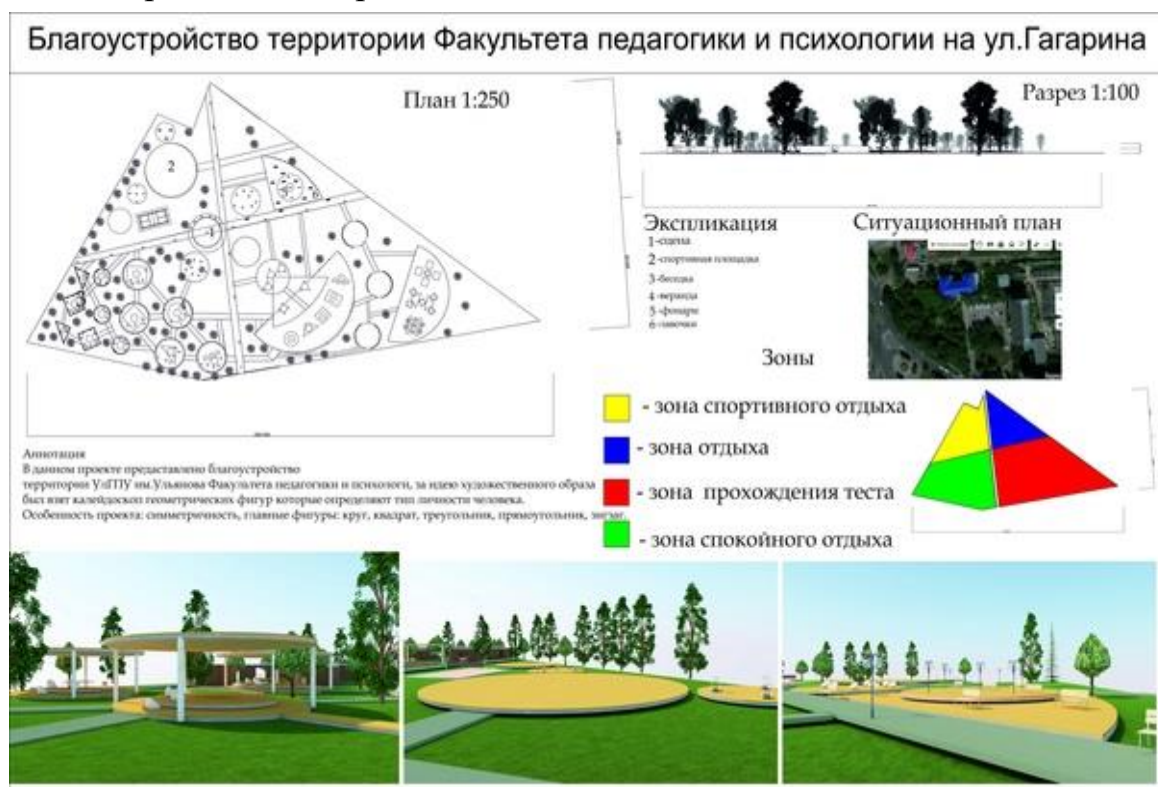 Благоустройство территории Факультета педагогики и психологии на ул.Гагарина
План 1:250
2
1
Разрез 1:100
Экспликация
1-сцена
2-спортивная площадка
3-беседка
4-веранда
5-фонари
6-лавочки
Ситуационный план
Зоны
- зона спортивного отдыха
- зона отдыха
- зона прохождения теста
- зона спокойного отдыха
Аннотация
В данном проекте предаставлено благоустройство
территории УлГПУ им.Ульянова Факультета педагогики и психологи, за идею художественного образа
был взят калейдоскоп геометрических фигур которые определяют тип личности человека.
Особенность проекта: симметричность, главные фигуры: круг, квадрат, треугольник, прямоугольник, зигзаг.